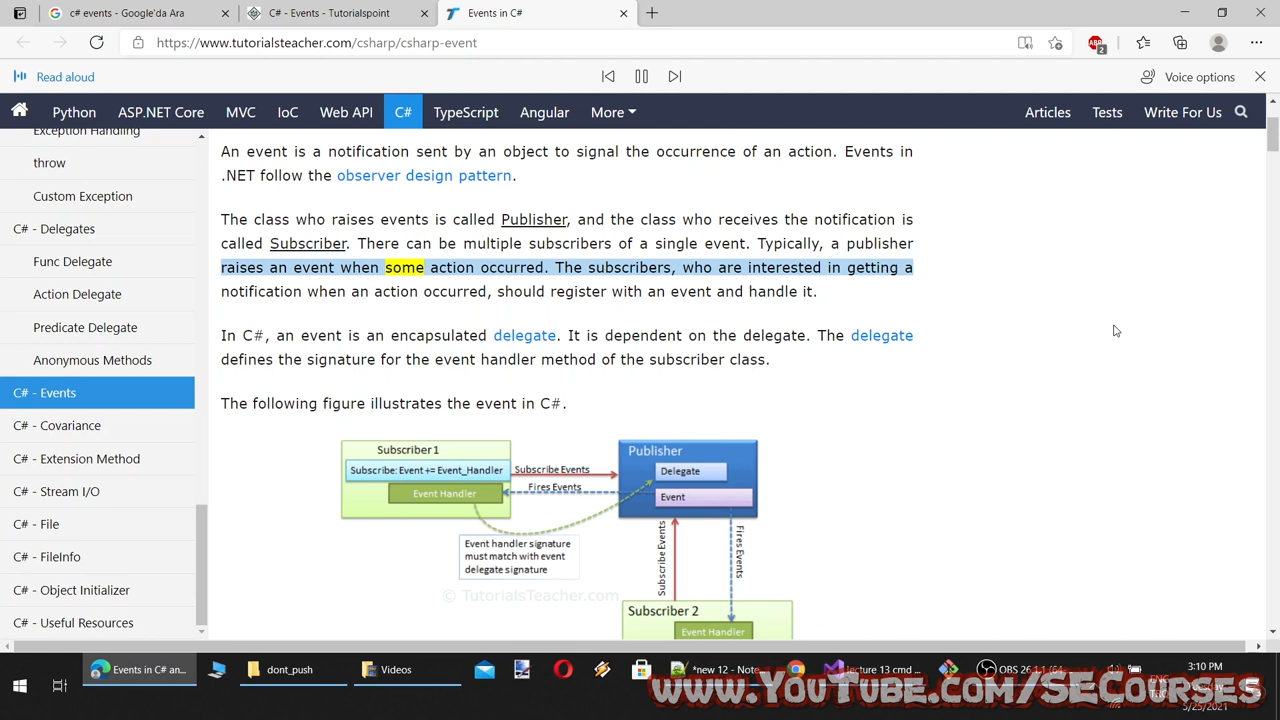 c# events - Google'da Ara
C# - Events - Tutorialspoint
Events in C#
https://www.tutorialsteacher.com/csharp/csharp-event
2
Read aloud
Voice options
Python
ASP.NET Core
MVC
IoC
Web API
C#
TypeScript
Angular
More
Articles
Tests
Write For Us
Exception Handling
throw
Custom Exception
C# - Delegates
Func Delegate
Action Delegate
Predicate Delegate
Anonymous Methods
C# - Events
C# - Covariance
C# - Extension Method
C# - Stream I/O
C# - File
C# - FileInfo
C# - Object Initializer
C# - Useful Resources
An event is a notification sent by an object to signal the occurrence of an action. Events in
.NET follow the observer design pattern.
The class who raises events is called Publisher, and the class who receives the notification is
called Subscriber. There can be multiple subscribers of a single event. Typically, a publisher
raises an event when some action occurred. The subscribers, who are interested in getting a
notification when an action occurred, should register with an event and handle it.
In C#, an event is an encapsulated delegate. It is dependent on the delegate. The delegate
defines the signature for the event handler method of the subscriber class.
The following figure illustrates the event in C#.
Subscriber 1
Subscribe: Event += Event_Handler
Event Handler
Subscribe Events
Fires Events
Publisher
Delegate
Event
Event handler signature
must match with event
delegate signature
Subscribe Events
Fires Events
© TutorialsTeacher.com
Subscriber 2
Event Handler
Events in C# an...
dont_push
Videos
*new 12 - Note...
lecture 13 cmd ...
OBS 26.1.1 (64...
ENG
3:10 PM
5/25/2021
www.YouTube.com/SECourses